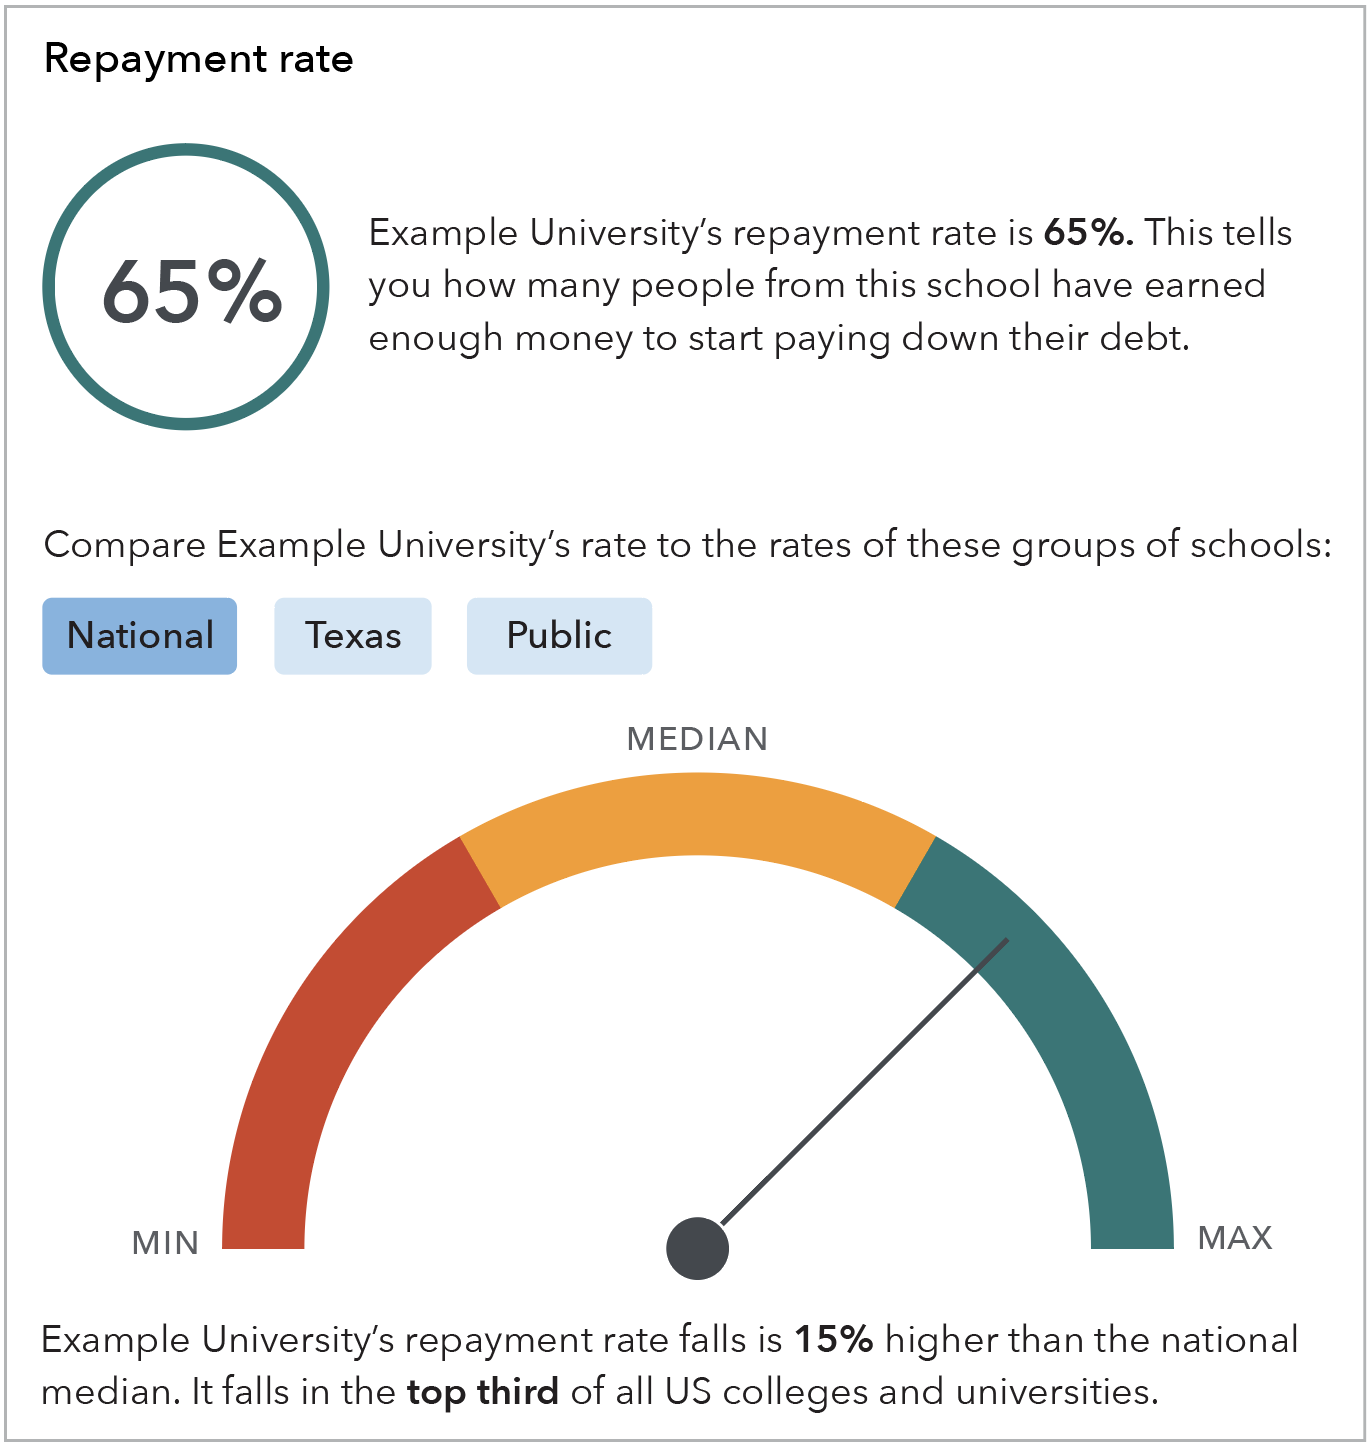 Repayment rate
65%
Example University’s repayment rate is 65%. This tells
you how many people from this school have earned
enough money to start paying down their debt.
Compare Example University’s rate to the rates of these groups of schools:
National Texas Public
MEDIAN
MIN
MAX
Example University’s repayment rate falls is 15% higher than the national
median. It falls in the top third of all US colleges and universities.